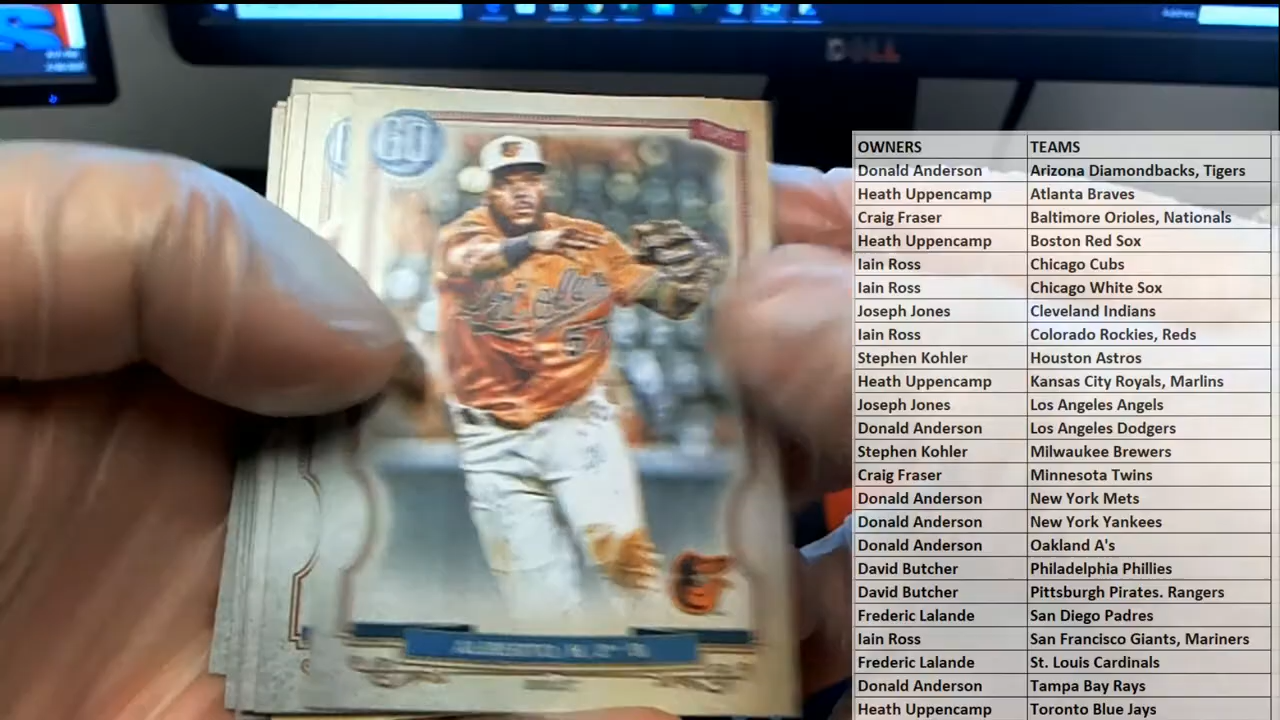 DELL
GQ
TOPPS
OWNERS TEAMS
Donald Anderson Arizona Diamondbacks, Tigers
Heath Uppencamp Atlanta Braves
Craig Fraser Baltimore Orioles, Nationals
Heath Uppencamp Boston Red Sox
Iain Ross Chicago Cubs
Iain Ross Chicago White Sox
Joseph Jones Cleveland Indians
Iain Ross Colorado Rockies, Reds
Stephen Kohler Houston Astros
Heath Uppencamp Kansas City Royals, Marlins
Joseph Jones Los Angeles Angels
Donald Anderson Los Angeles Dodgers
Stephen Kohler Milwaukee Brewers
Craig Fraser Minnesota Twins
Donald Anderson New York Mets
Donald Anderson New York Yankees
Donald Anderson Oakland A's
David Butcher Philadelphia Phillies
David Butcher Pittsburgh Pirates. Rangers
Frederic Lalande San Diego Padres
Iain Ross San Francisco Giants, Mariners
Frederic Lalande St. Louis Cardinals
Donald Anderson Tampa Bay Rays
Heath Uppencamp Toronto Blue Jays